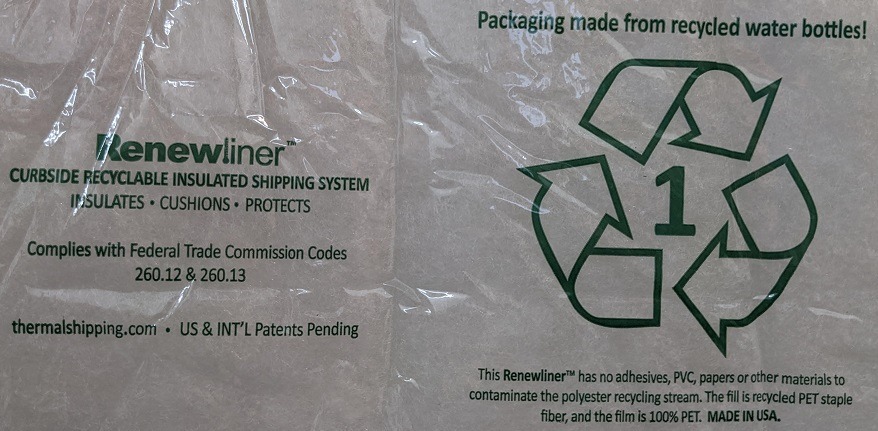 Renewliner™
CURBSIDE RECYCLABLE INSULATED SHIPPING SYSTEM
INSULATES • CUSHIONS • PROTECTS
Complies with Federal Trade Commission Codes
260.12 & 260.13
thermalshipping.com • US & INT'L Patents Pending
Packaging made from recycled water bottles!
1
This Renewliner™ has no adhesives, PVC, papers or other materials to
contaminate the polyester recycling stream. The fill is recycled PET staple
fiber, and the film is 100% PET. MADE IN USA.